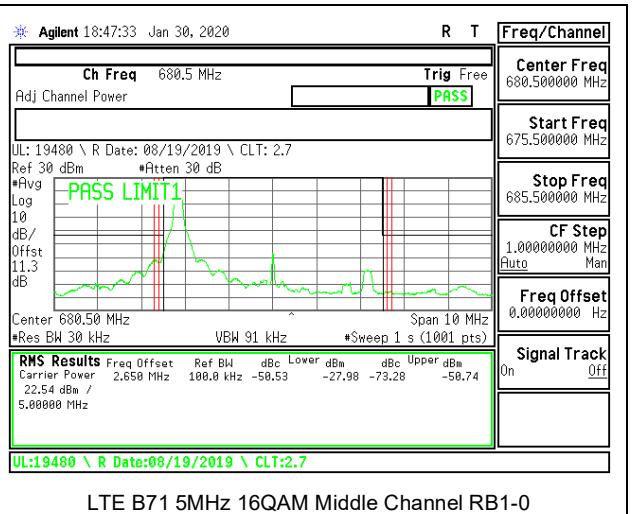 Agilent 18:47:33 Jan 30, 2020 R T Freq/Channel
Ch Freq 680.5 MHz Trig Free
Adj Channel Power PASS
Center Freq
680.500000 MHz
UL: 19480 \ R Date: 08/19/2019 \ CLT: 2.7
Ref 30 dBm #Atten 30 dB
#Avg
Log
10
dB/
Offst
11.3
dB
PASS LIMIT1
Start Freq
675.500000 MHz
Stop Freq
685.500000 MHz
CF Step
1.00000000 MHz
Auto Man
Freq Offset
0.00000000 Hz
Signal Track
On Off
Center 680.50 MHz ^ Span 10 MHz
#Res BW 30 kHz VBW 91 kHz #Sweep 1 s (1001 pts)
RMS Results Freq Offset Ref BW dBc Lower dBm dBc Upper dBm
Carrier Power 2.650 MHz 100.0 kHz -50.53 -27.98 -73.28 -50.74
22.54 dBm /
5.00000 MHz
UL:19480 \ R Date:08/19/2019 \ CLT:2.7
LTE B71 5MHz 16QAM Middle Channel RB1-0